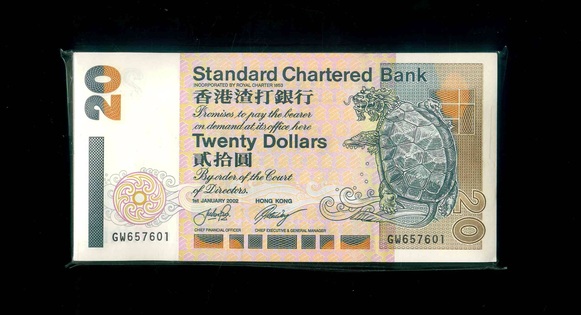 20
Standard Chartered Bank
INCORPORATED BY ROYAL CHARTER 1853
香港渣打銀行
Promises to pay the bearer
on demand at its office here
Twenty Dollars
貳拾圓
By order of the Court
of Directors.
1st JANUARY 2002 HONG KONG
CHIEF FINANCIAL OFFICER CHIEF EXECUTIVE & GENERAL MANAGER
GW657601
GW657601
20